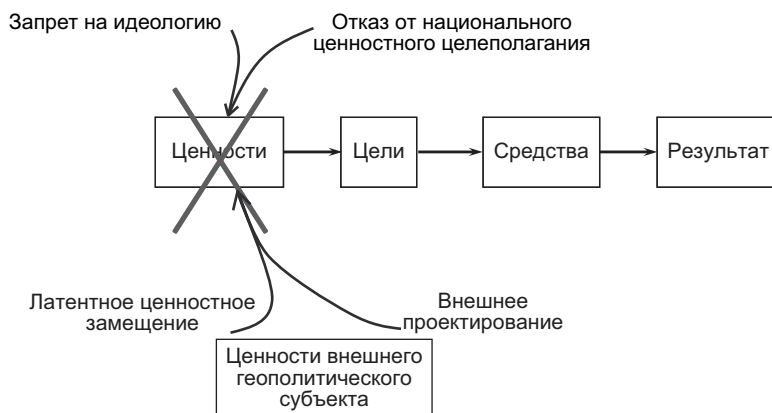 Запрет на идеологию
Отказ от национального
ценностного целеполагания
Ценности
Цели
Средства
Результат
Латентное ценностное
замещение
Внешнее
проектирование
Ценности внешнего
геополитического
субъекта